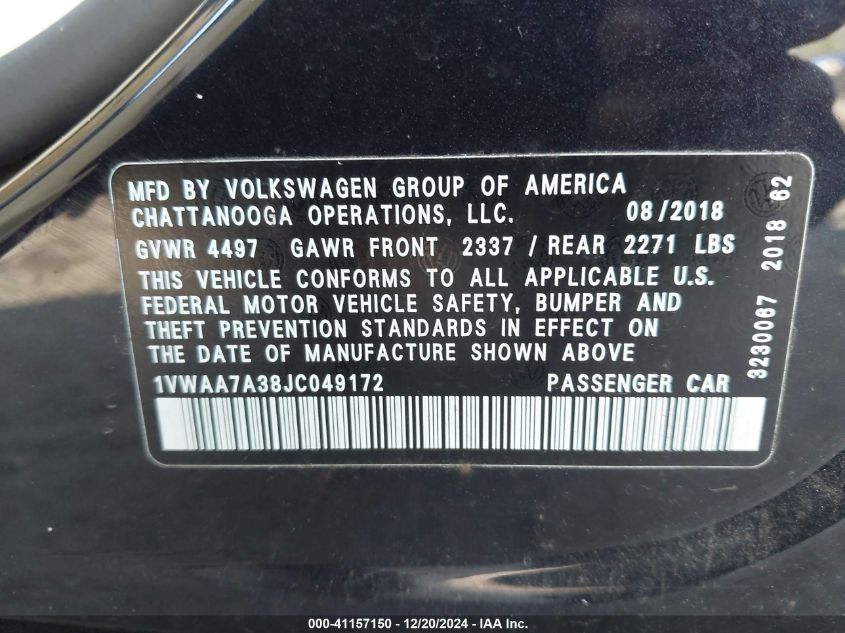 MFD BY VOLKSWAGEN GROUP OF AMERICA
CHATTANOOGA OPERATIONS, LLC. 08/2018
GVWR 4497 GAWR FRONT 2337 / REAR 2271 LBS
THIS VEHICLE CONFORMS TO ALL APPLICABLE U.S.
FEDERAL MOTOR VEHICLE SAFETY, BUMPER AND
THEFT PREVENTION STANDARDS IN EFFECT ON
THE DATE OF MANUFACTURE SHOWN ABOVE
1VWAA7A38JC049172 PASSENGER CAR
3230067 2018 62
000-41157150 - 12/20/2024 - IAA Inc.